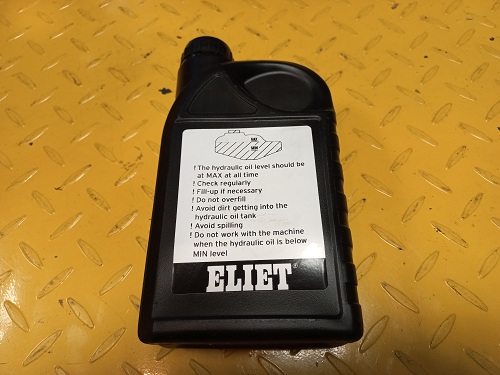 MAX
MIN
! The hydraulic oil level should be
at MAX at all time
! Check regularly
! Fill-up if necessary
! Do not overfill
! Avoid dirt getting into the
hydraulic oil tank
! Avoid spilling
! Do not work with the machine
when the hydraulic oil is below
MIN level
ELIET